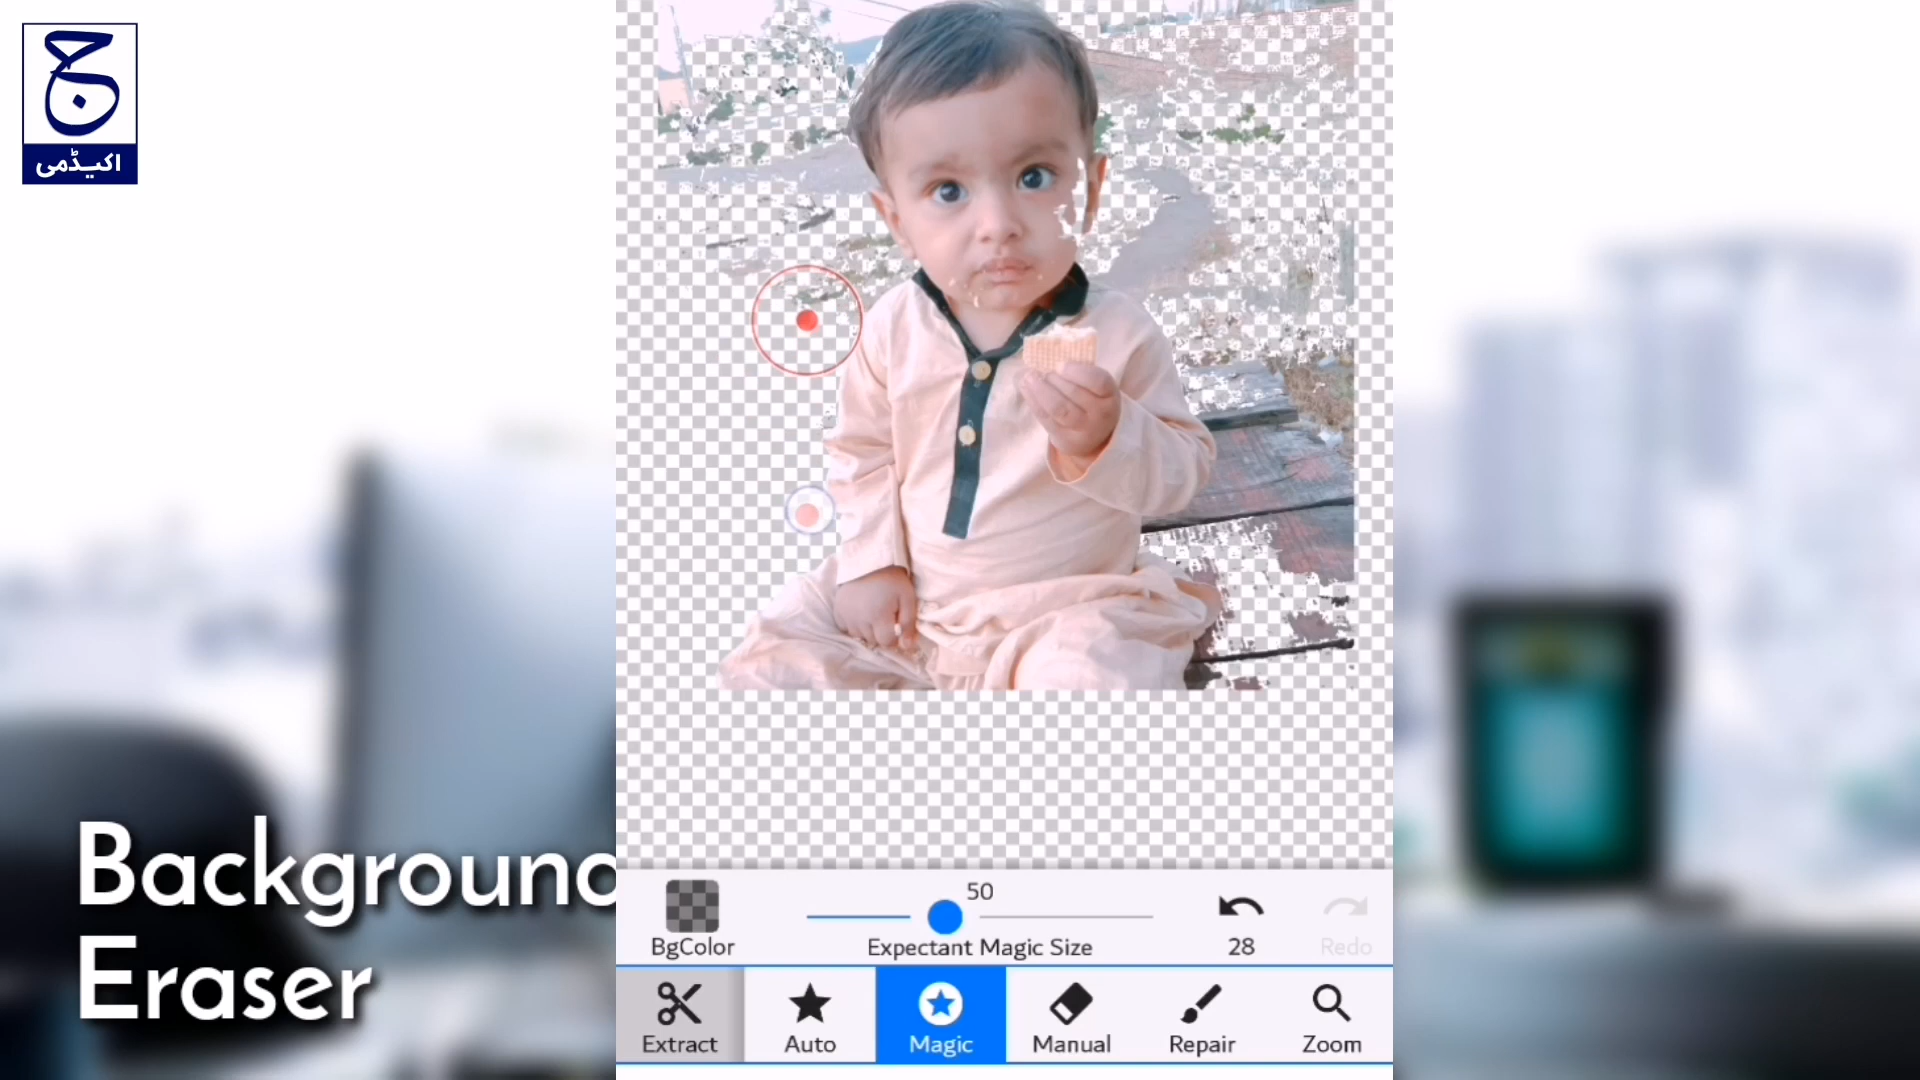 ج
اکیڈمی
Background
Eraser
50
BgColor
Expectant Magic Size
28
Redo
Extract
Auto
Magic
Manual
Repair
Zoom